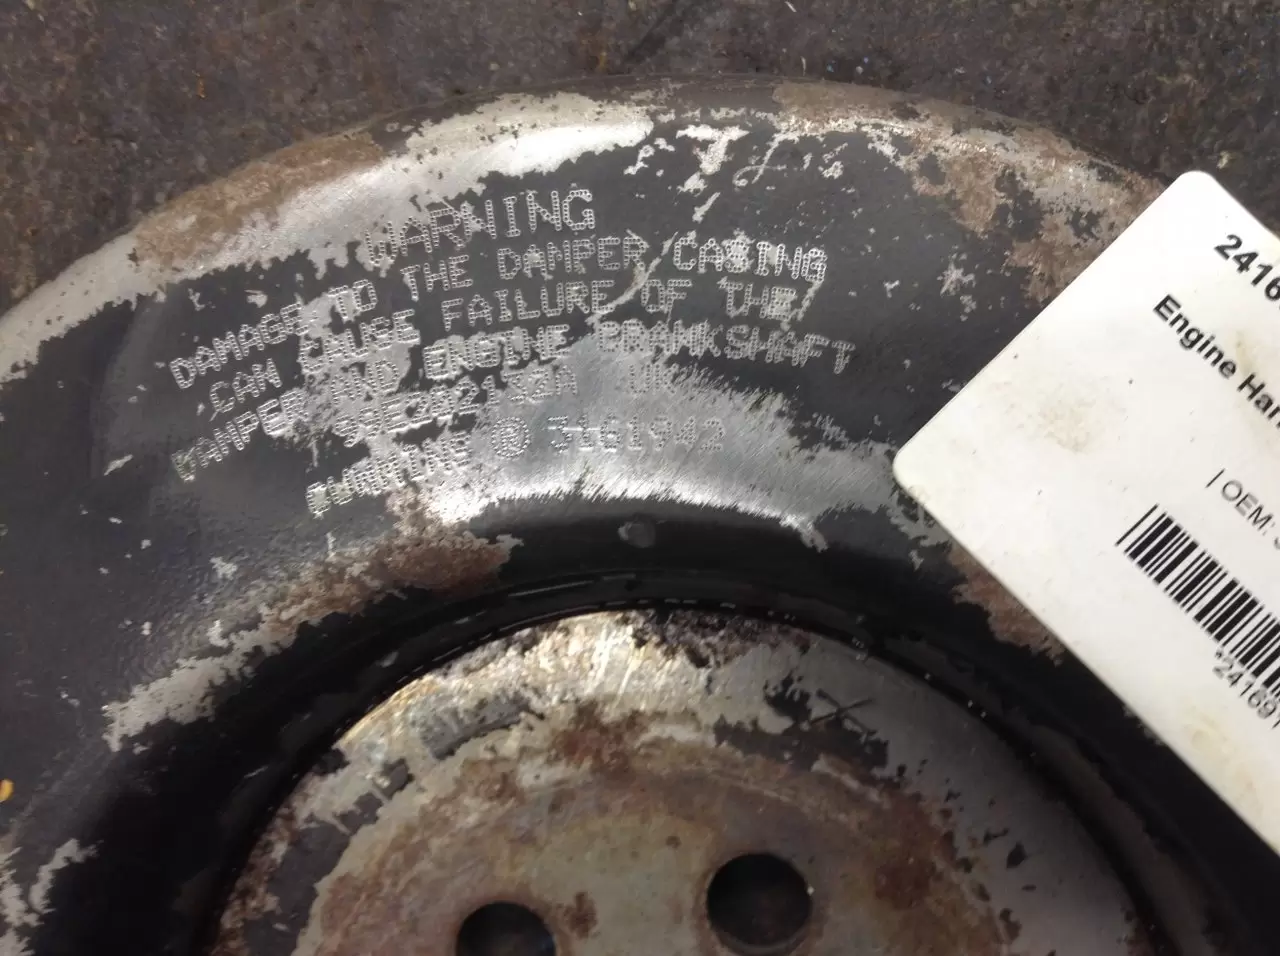 WARNING
DAMAGE TO THE DAMPER CASING
CAN CAUSE FAILURE OF THE
DAMPER AND ENGINE CRANKSHAFT
UK
® 3161942
2416
Engine Har
OEM:
*241691